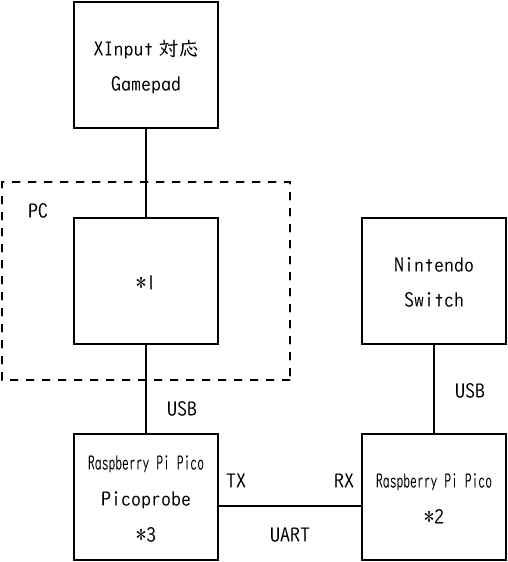 XInput 対応
Gamepad
PC
*1
Nintendo
Switch
USB
USB
Raspberry Pi Pico
Picoprobe
*3
TX
RX
UART
Raspberry Pi Pico
*2